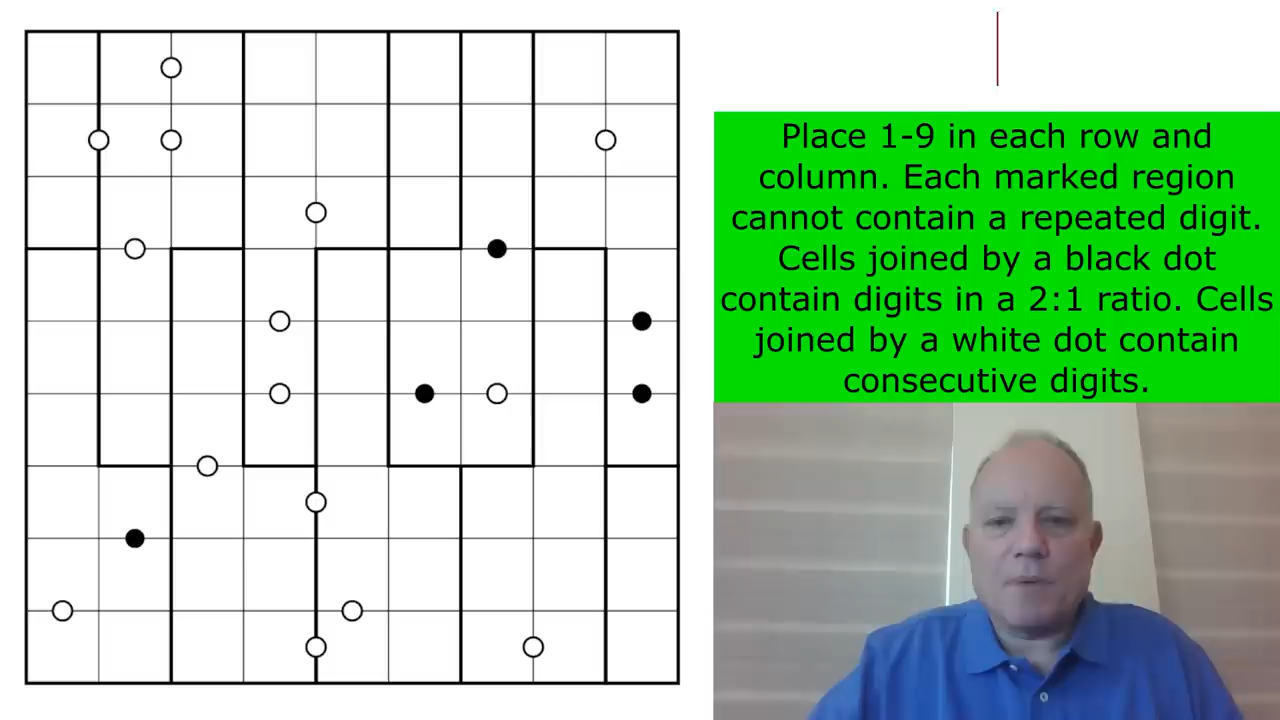 Place 1-9 in each row and
column. Each marked region
cannot contain a repeated digit.
Cells joined by a black dot
contain digits in a 2:1 ratio. Cells
joined by a white dot contain
consecutive digits.